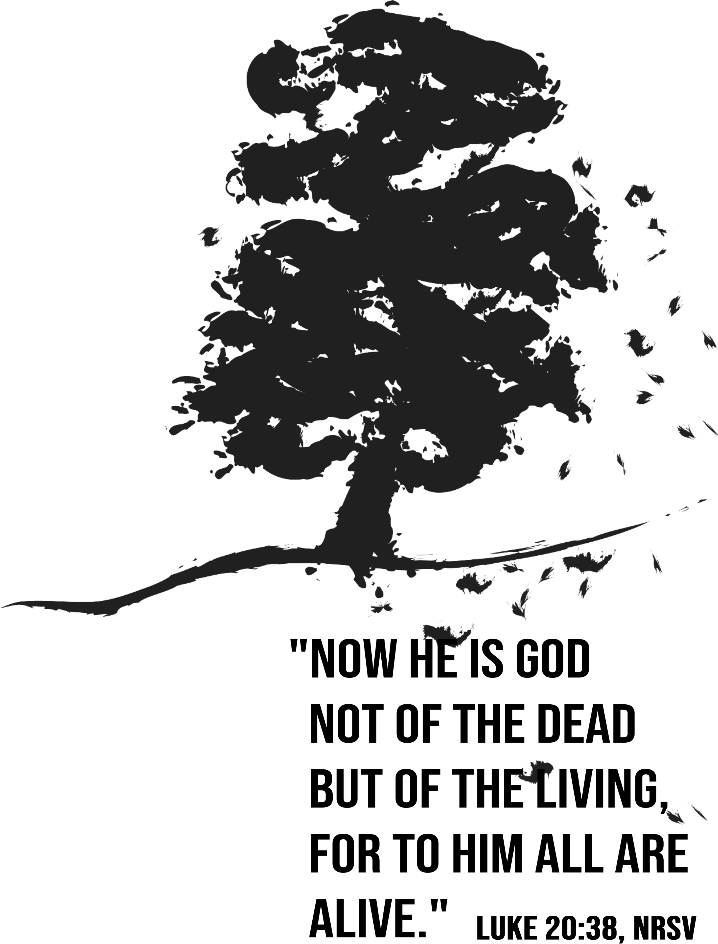 "NOW HE IS GOD
NOT OF THE DEAD
BUT OF THE LIVING,
FOR TO HIM ALL ARE
ALIVE." LUKE 20:38, NRSV